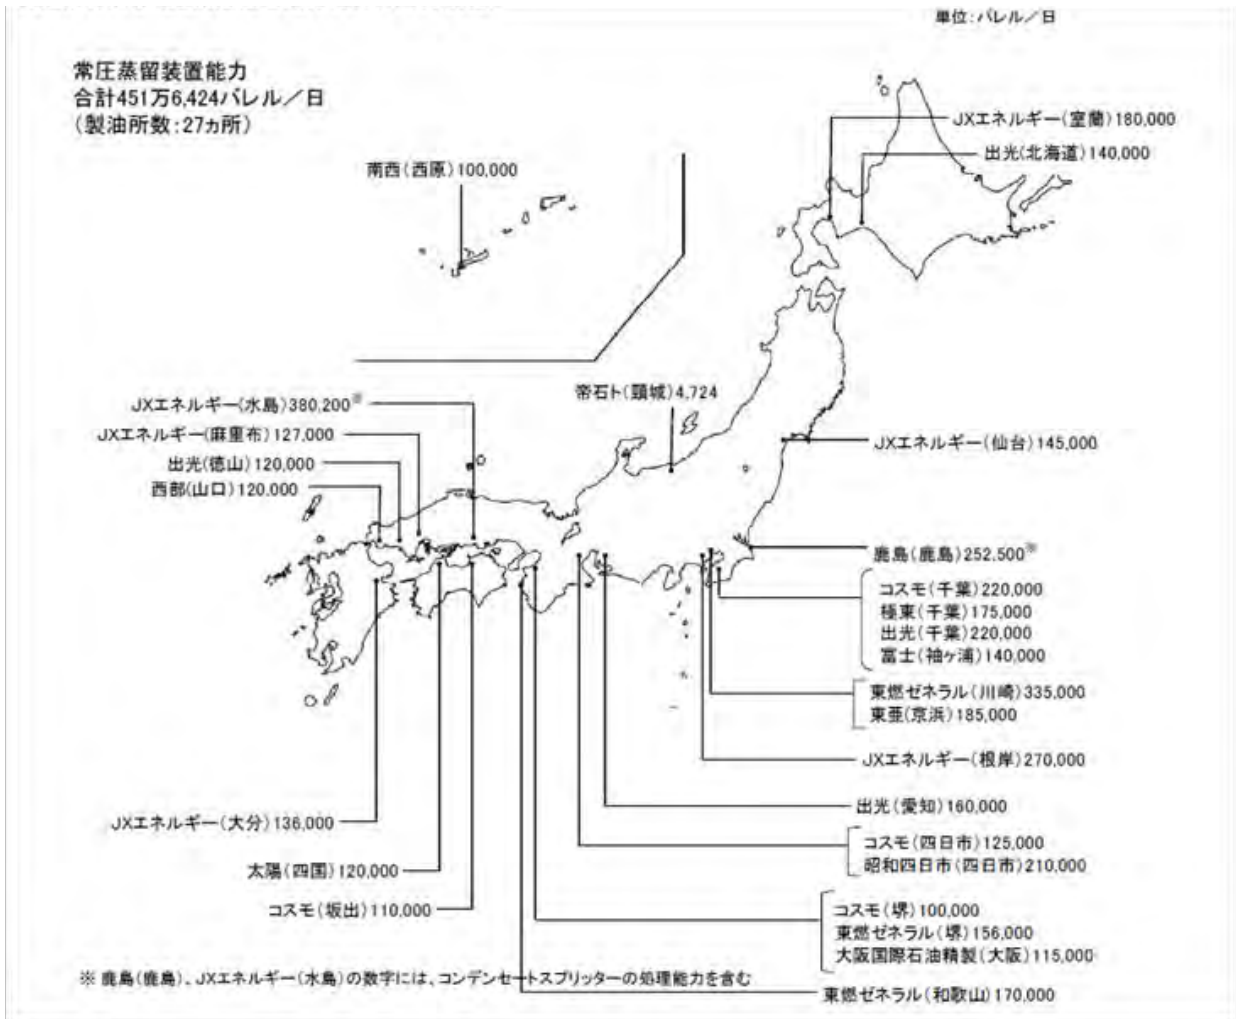 単位:バレル／日
常圧蒸留装置能力
合計451万6,424バレル／日
(製油所数:27ヵ所)
JXエネルギー(室蘭)180,000
出光(北海道)140,000
南西(西原)100,000
帝石ト(頸城)4,724
JXエネルギー(水島)380,200※
JXエネルギー(麻里布)127,000
出光(徳山)120,000
西部(山口)120,000
JXエネルギー(仙台)145,000
鹿島(鹿島)252,500※
コスモ(千葉)220,000
極東(千葉)175,000
出光(千葉)220,000
富士(袖ヶ浦)140,000
東燃ゼネラル(川崎)335,000
東亜(京浜)185,000
JXエネルギー(根岸)270,000
出光(愛知)160,000
コスモ(四日市)125,000
昭和四日市(四日市)210,000
JXエネルギー(大分)136,000
太陽(四国)120,000
コスモ(坂出)110,000
コスモ(堺)100,000
東燃ゼネラル(堺)156,000
大阪国際石油精製(大阪)115,000
東燃ゼネラル(和歌山)170,000
※ 鹿島(鹿島)、JXエネルギー(水島)の数字には、コンデンセートスプリッターの処理能力を含む